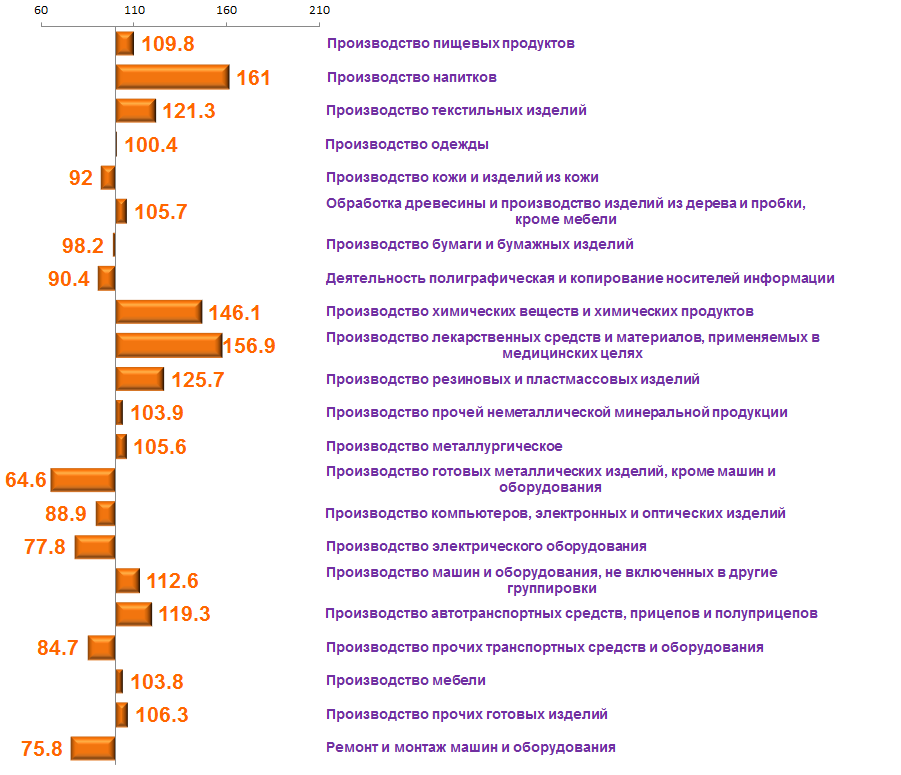 60 110 160 210
109.8 Производство пищевых продуктов
161 Производство напитков
121.3 Производство текстильных изделий
100.4 Производство одежды
92 Производство кожи и изделий из кожи
105.7 Обработка древесины и производство изделий из дерева и пробки,
кроме мебели
98.2 Производство бумаги и бумажных изделий
90.4 Деятельность полиграфическая и копирование носителей информации
146.1 Производство химических веществ и химических продуктов
156.9 Производство лекарственных средств и материалов, применяемых в
медицинских целях
125.7 Производство резиновых и пластмассовых изделий
103.9 Производство прочей неметаллической минеральной продукции
105.6 Производство металлургическое
64.6 Производство готовых металлических изделий, кроме машин и
оборудования
88.9 Производство компьютеров, электронных и оптических изделий
77.8 Производство электрического оборудования
112.6 Производство машин и оборудования, не включенных в другие
группировки
119.3 Производство автотранспортных средств, прицепов и полуприцепов
84.7 Производство прочих транспортных средств и оборудования
103.8 Производство мебели
106.3 Производство прочих готовых изделий
75.8 Ремонт и монтаж машин и оборудования